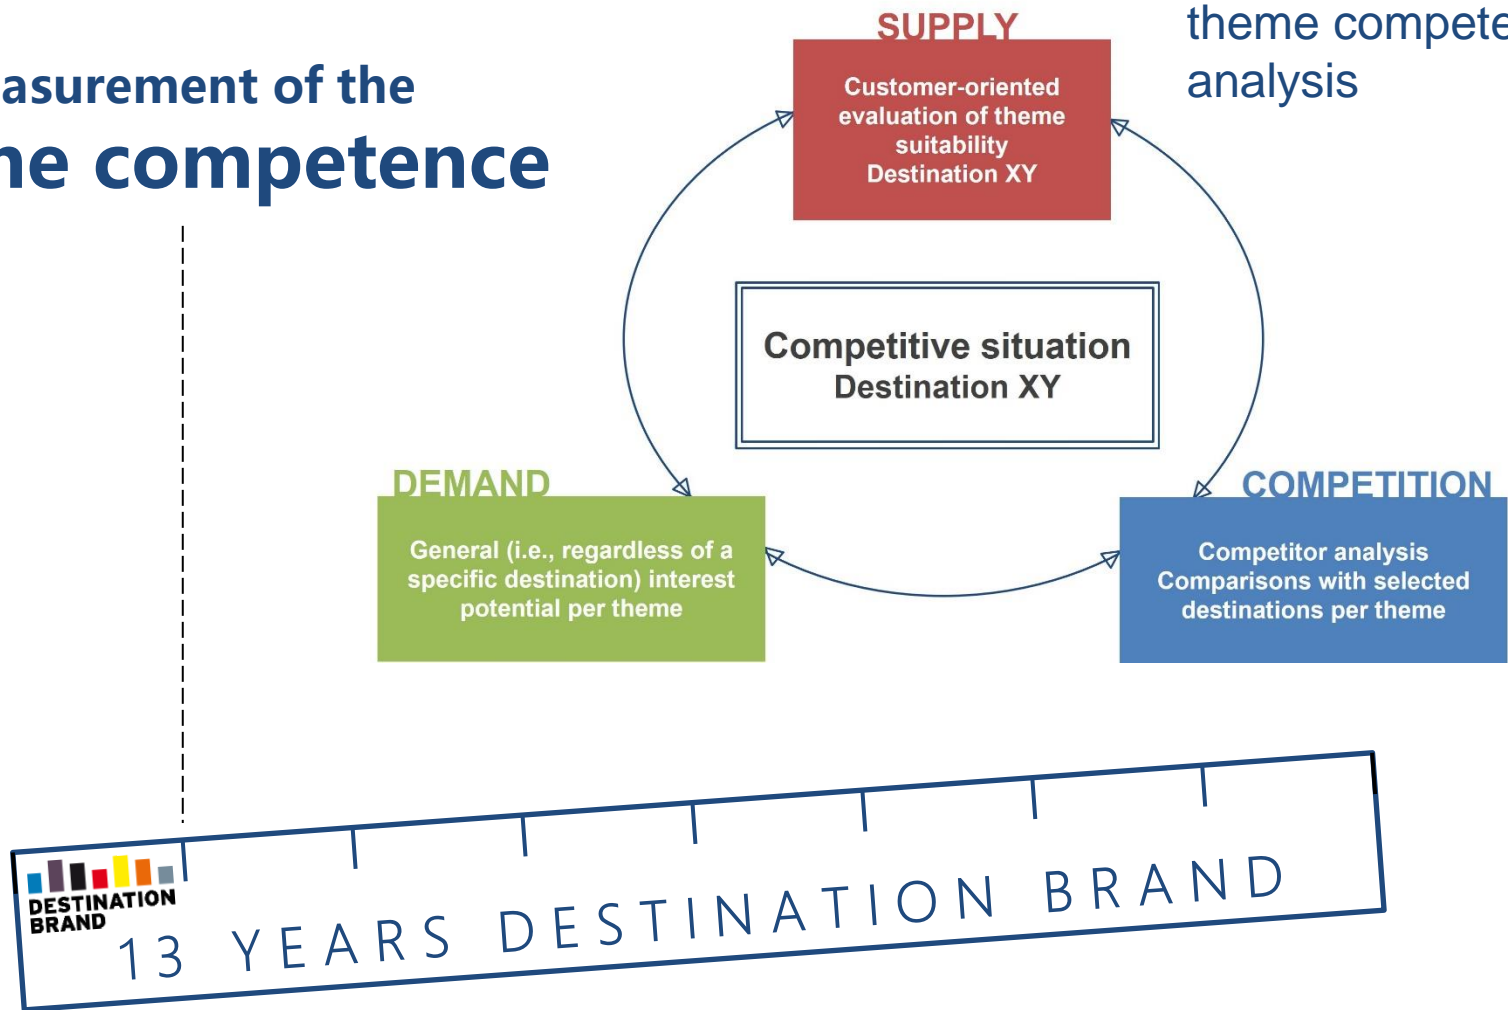 asurement of the
ne competence
theme compete
analysis
SUPPLY
Customer-oriented
evaluation of theme
suitability
Destination XY
Competitive situation
Destination XY
DEMAND
General (i.e., regardless of a
specific destination) interest
potential per theme
COMPETITION
Competitor analysis
Comparisons with selected
destinations per theme
DESTINATION
BRAND
13 YEARS DESTINATION BRAND